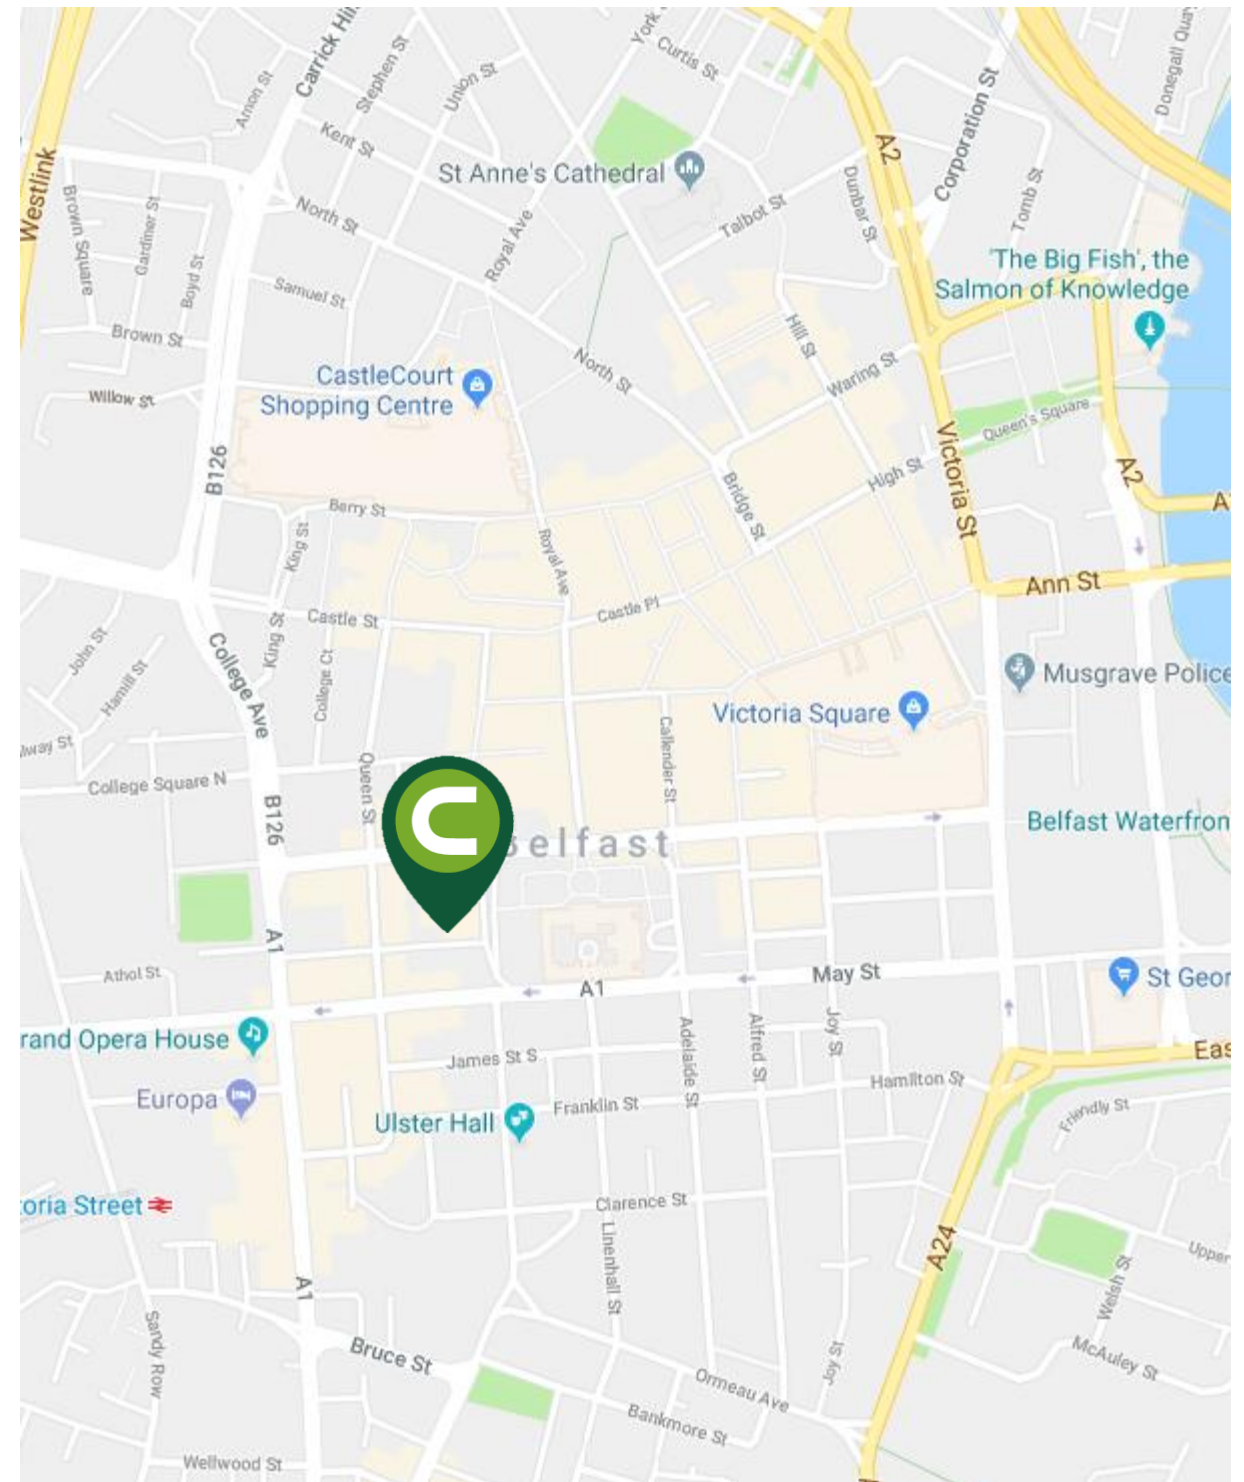 Carrick Hill
Stephen St
Arnon St
Union St
York
Curtis St
Kent St
Westlink
Corporation St
Donegall Quay
A2
St Anne's Cathedral
Brown Square
Gardiner St
Boyd St
North St
Royal Ave
Talbot St
Dunbar St
Tomb St
'The Big Fish', the
Salmon of Knowledge
Samuel St
Brown St
Hill St
North St
Waring St
CastleCourt
Shopping Centre
Willow St
Queen's Square
Victoria St
A2
B126
High St
Bridge St
Berry St
A
King St
Royal Ave
Ann St
Castle St
Castle Pl
John St
Hamill St
King St
College Ave
College Ct
Musgrave Police
Victoria Square
Callender St
lway St
College Square N
Queen St
B126
C
Belfast Waterfron
elfast
A1
Athol St
May St
A1
St Geor
rand Opera House
James St S
Adelaide St
Alfred St
Joy St
Eas
Hamilton St
Europa
Ulster Hall
Franklin St
Friendly St
toria Street
Clarence St
Linenhall St
A24
Upper
Welsh St
A1
Sandy Row
Bruce St
Joy St
McAuley St
Ormeau Ave
Bankmore St
Wellwood St